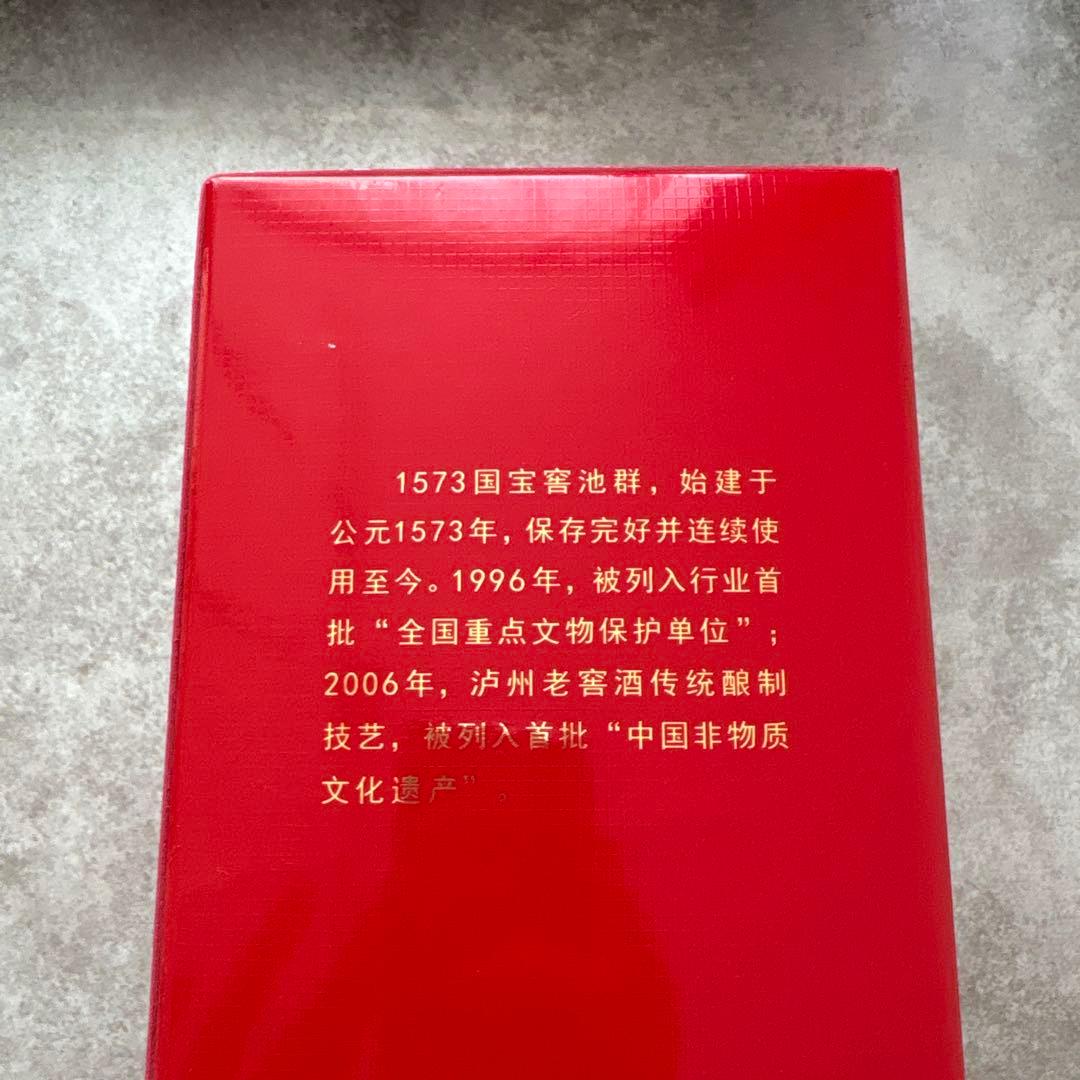 1573国宝窖池群，始建于
公元1573年，保存完好并连续使
用至今。1996年，被列入行业首
批“全国重点文物保护单位”；
2006年，泸州老窖酒传统酿制
技艺，被列入首批“中国非物质
文化遗产”。